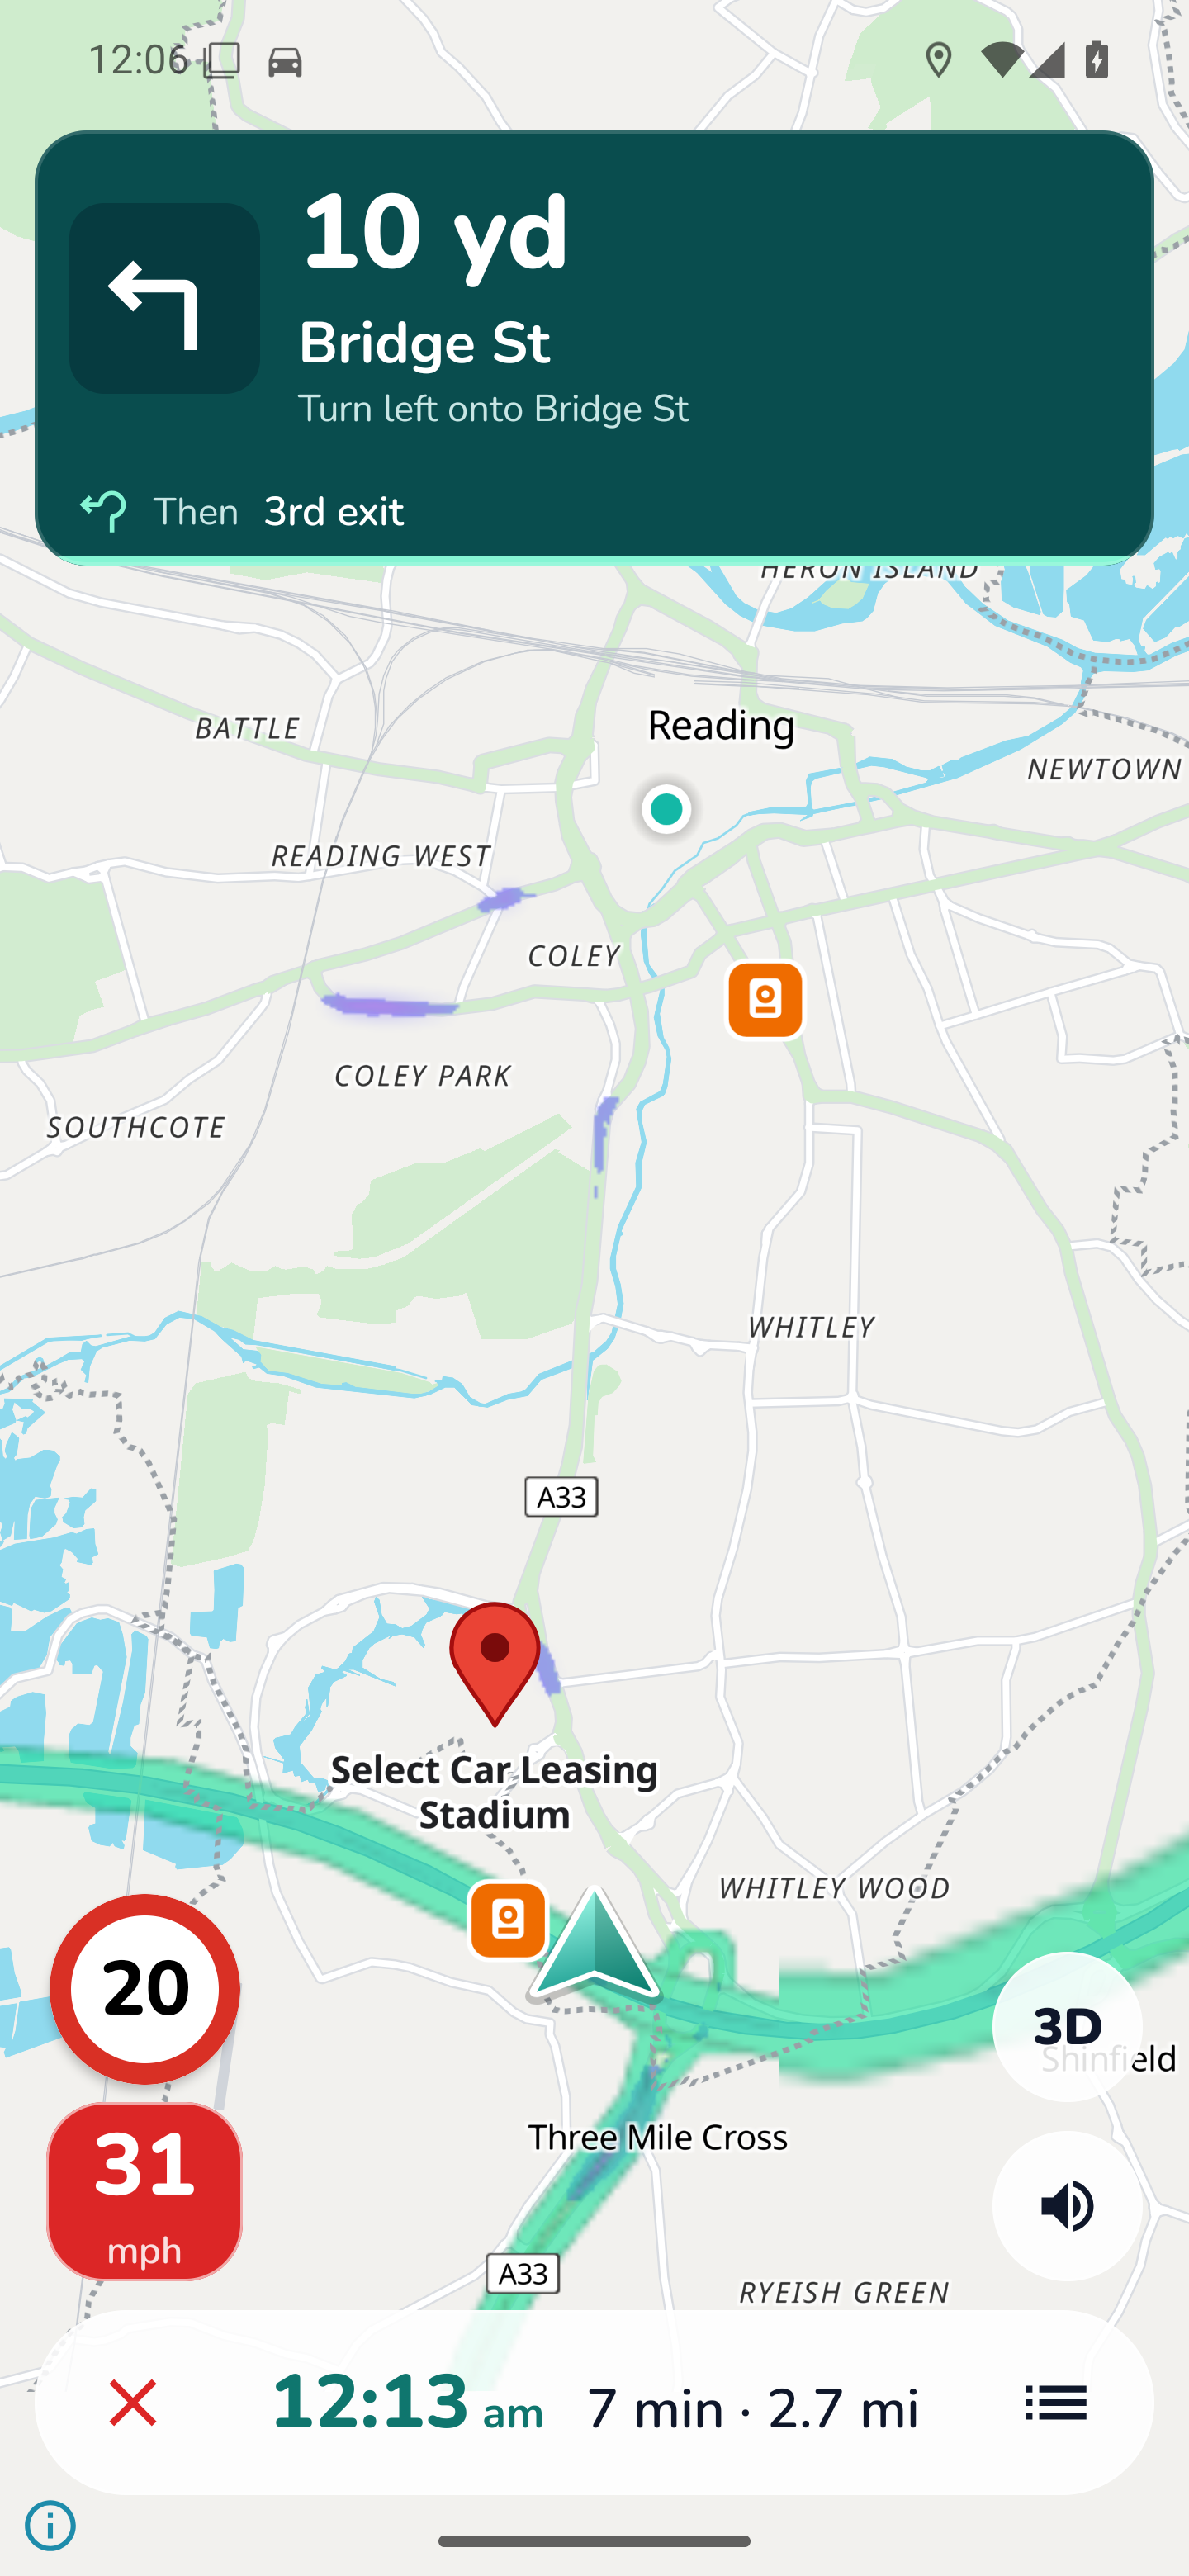 12:06
10 yd
Bridge St
Turn left onto Bridge St
Then 3rd exit
HERON ISLAND
BATTLE
Reading
NEWTOWN
READING WEST
COLEY
COLEY PARK
SOUTHCOTE
WHITLEY
A33
Select Car Leasing
Stadium
WHITLEY WOOD
20
3D
Shinfield
31
mph
Three Mile Cross
A33
RYEISH GREEN
12:13 am 7 min · 2.7 mi